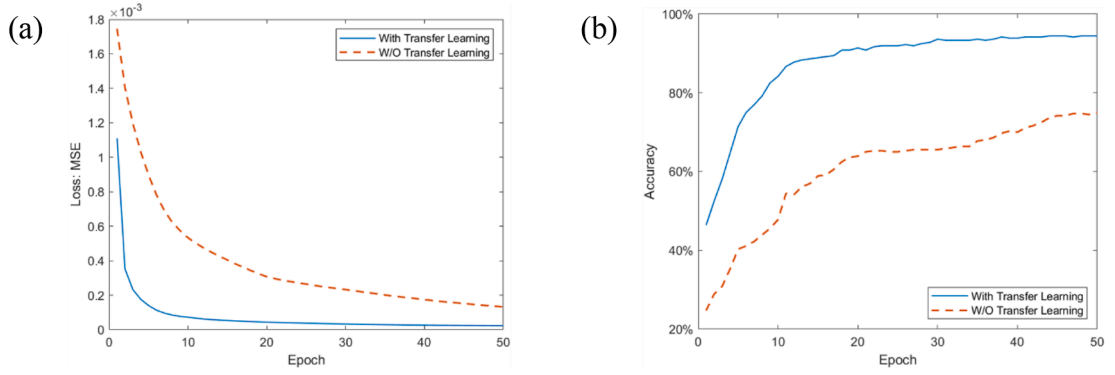 (a)
×10⁻³
1.8
1.6
1.4
1.2
1
0.8
0.6
0.4
0.2
0
Loss: MSE
0 10 20 30 40 50
Epoch
With Transfer Learning
W/O Transfer Learning
(b)
100%
80%
60%
40%
20%
Accuracy
0 10 20 30 40 50
Epoch
With Transfer Learning
W/O Transfer Learning